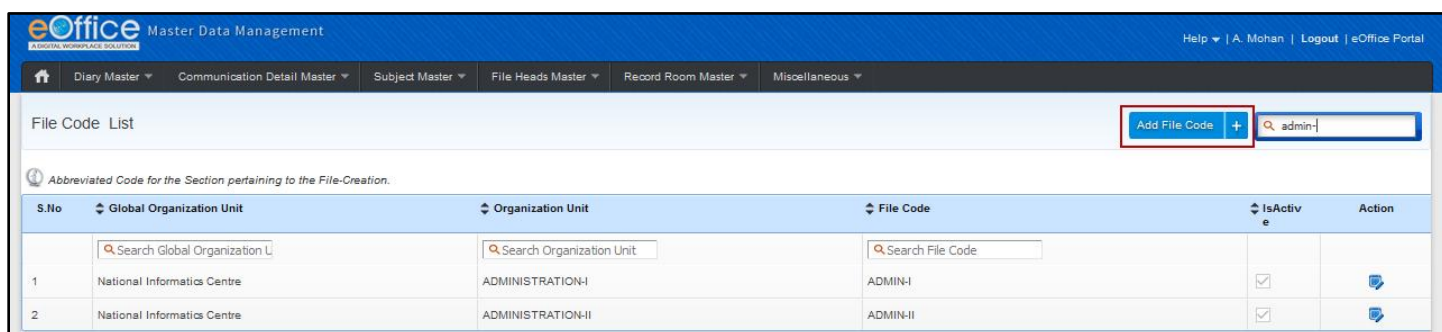 eOffice Master Data Management
A DIGITAL WORKPLACE SOLUTION
Help | A. Mohan | Logout | eOffice Portal
Diary Master Communication Detail Master Subject Master File Heads Master Record Room Master Miscellaneous
File Code List
Add File Code + admin-
Abbreviated Code for the Section pertaining to the File-Creation.
S.No Global Organization Unit Organization Unit File Code IsActiv Action
e
Search Global Organization U Search Organization Unit Search File Code
1 National Informatics Centre ADMINISTRATION-I ADMIN-I
2 National Informatics Centre ADMINISTRATION-II ADMIN-II